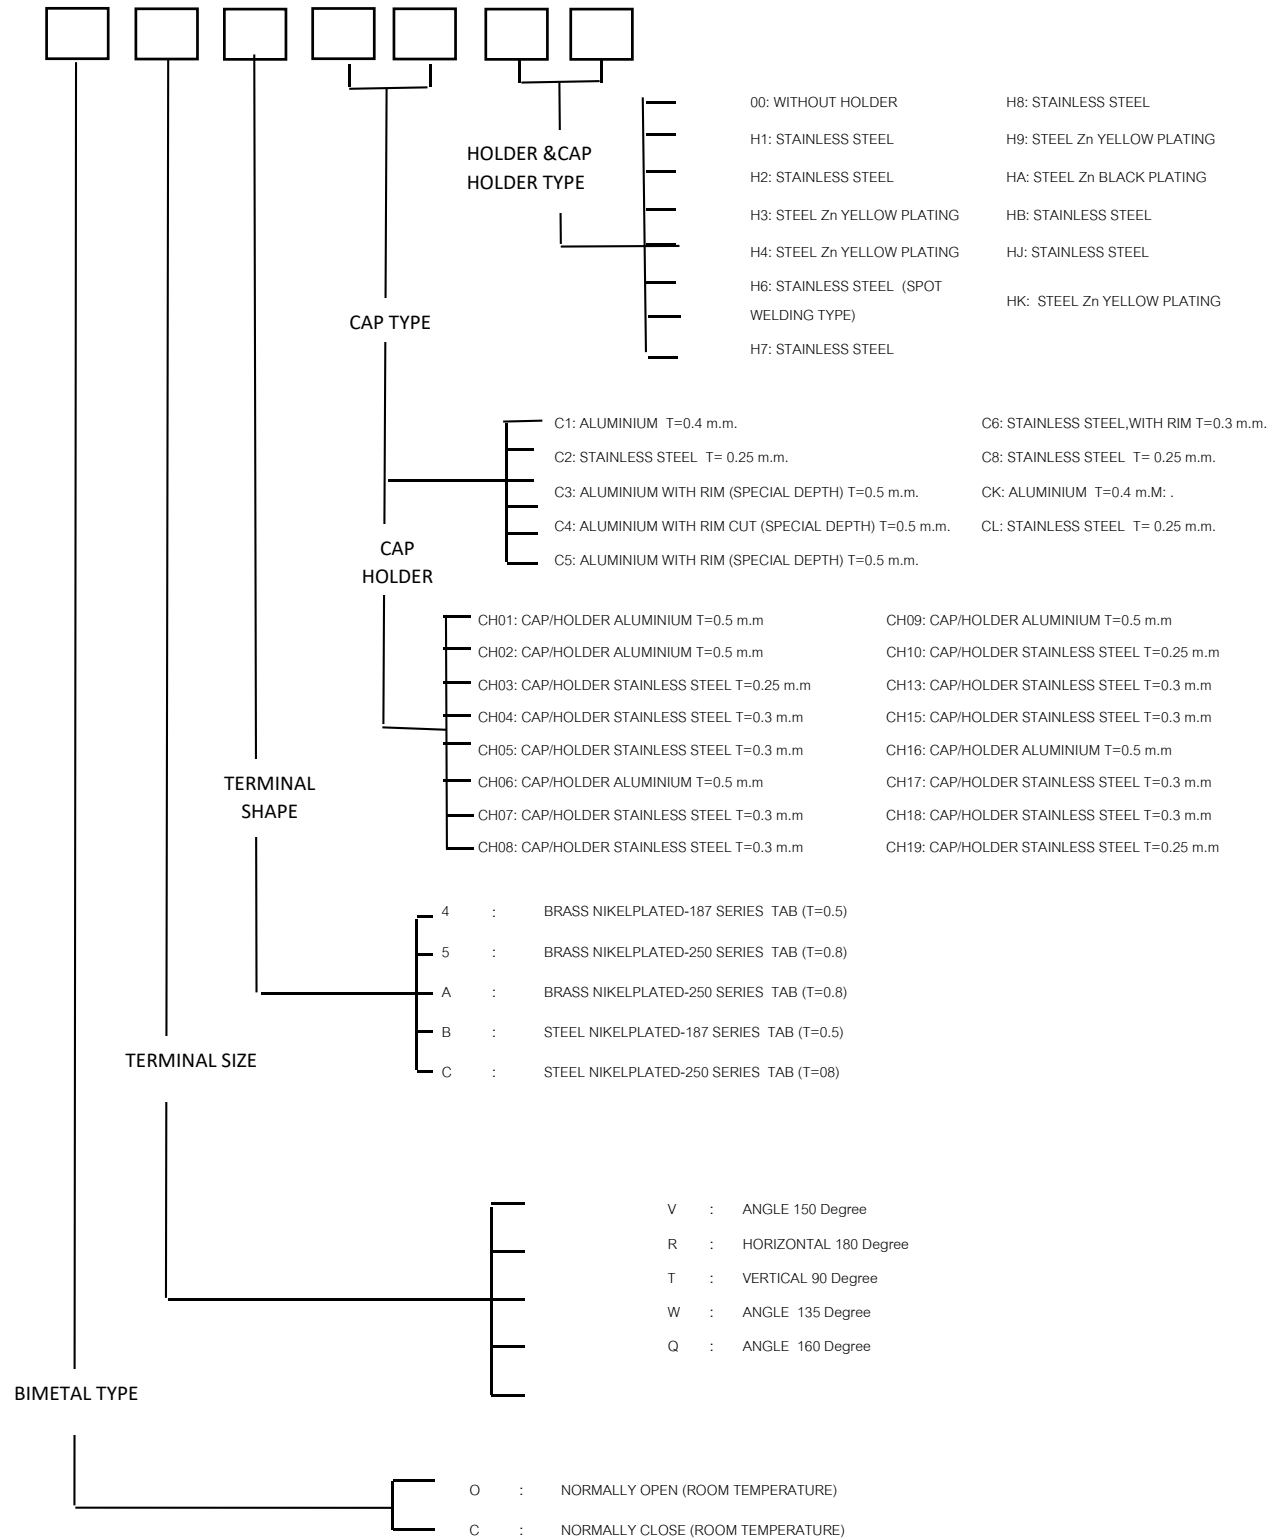 00: WITHOUT HOLDER
H8: STAINLESS STEEL
H1: STAINLESS STEEL
H9: STEEL Zn YELLOW PLATING
HOLDER &CAP
HOLDER TYPE
H2: STAINLESS STEEL
HA: STEEL Zn BLACK PLATING
H3: STEEL Zn YELLOW PLATING
HB: STAINLESS STEEL
H4: STEEL Zn YELLOW PLATING
HJ: STAINLESS STEEL
H6: STAINLESS STEEL  (SPOT
WELDING TYPE)
HK:  STEEL Zn YELLOW PLATING
H7: STAINLESS STEEL
CAP TYPE
C1: ALUMINIUM  T=0.4 m.m.
C6: STAINLESS STEEL,WITH RIM T=0.3 m.m.
C2: STAINLESS STEEL  T= 0.25 m.m.
C8: STAINLESS STEEL  T= 0.25 m.m.
C3: ALUMINIUM WITH RIM (SPECIAL DEPTH) T=0.5 m.m.
CK: ALUMINIUM  T=0.4 m.M: .
C4: ALUMINIUM WITH RIM CUT (SPECIAL DEPTH) T=0.5 m.m.
CL: STAINLESS STEEL  T= 0.25 m.m.
C5: ALUMINIUM WITH RIM (SPECIAL DEPTH) T=0.5 m.m.
CAP
HOLDER
CH01: CAP/HOLDER ALUMINIUM T=0.5 m.m
CH09: CAP/HOLDER ALUMINIUM T=0.5 m.m
CH02: CAP/HOLDER ALUMINIUM T=0.5 m.m
CH10: CAP/HOLDER STAINLESS STEEL T=0.25 m.m
CH03: CAP/HOLDER STAINLESS STEEL T=0.25 m.m
CH13: CAP/HOLDER STAINLESS STEEL T=0.3 m.m
CH04: CAP/HOLDER STAINLESS STEEL T=0.3 m.m
CH15: CAP/HOLDER STAINLESS STEEL T=0.3 m.m
CH05: CAP/HOLDER STAINLESS STEEL T=0.3 m.m
CH16: CAP/HOLDER ALUMINIUM T=0.5 m.m
CH06: CAP/HOLDER ALUMINIUM T=0.5 m.m
CH17: CAP/HOLDER STAINLESS STEEL T=0.3 m.m
CH07: CAP/HOLDER STAINLESS STEEL T=0.3 m.m
CH18: CAP/HOLDER STAINLESS STEEL T=0.3 m.m
CH08: CAP/HOLDER STAINLESS STEEL T=0.3 m.m
CH19: CAP/HOLDER STAINLESS STEEL T=0.25 m.m
TERMINAL
SHAPE
4 : BRASS NIKELPLATED-187 SERIES  TAB (T=0.5)
5 : BRASS NIKELPLATED-250 SERIES  TAB (T=0.8)
A : BRASS NIKELPLATED-250 SERIES  TAB (T=0.8)
B : STEEL NIKELPLATED-187 SERIES  TAB (T=0.5)
C : STEEL NIKELPLATED-250 SERIES  TAB (T=08)
TERMINAL SIZE
V : ANGLE 150 Degree
R : HORIZONTAL 180 Degree
T : VERTICAL 90 Degree
W : ANGLE  135 Degree
Q : ANGLE  160 Degree
BIMETAL TYPE
O : NORMALLY OPEN (ROOM TEMPERATURE)
C : NORMALLY CLOSE (ROOM TEMPERATURE)